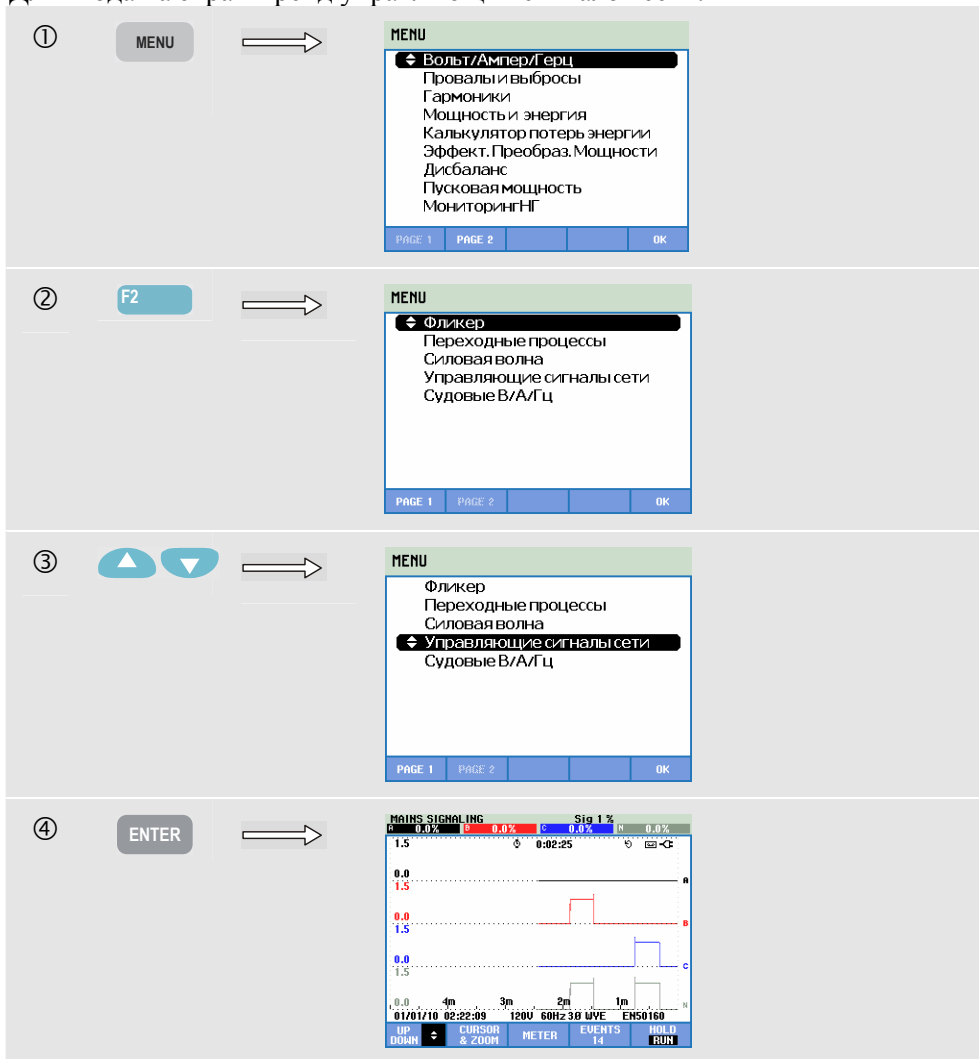 ①
MENU
MENU
Вольт/Ампер/Герц
Провалы и выбросы
Гармоники
Мощность и энергия
Калькулятор потерь энергии
Эффект. Преобраз. Мощности
Дисбаланс
Пусковая мощность
МониторингНГ
PAGE 1 PAGE 2 OK
②
F2
MENU
Фликер
Переходные процессы
Силовая волна
Управляющие сигналы сети
Судовые В/А/Гц
PAGE 1 PAGE 2 OK
③
MENU
Фликер
Переходные процессы
Силовая волна
Управляющие сигналы сети
Судовые В/А/Гц
PAGE 1 PAGE 2 OK
④
ENTER
MAINS SIGNALING Sig 1 %
A 0.0% B 0.0% C 0.0% N 0.0%
1.5 0:02:25
0.0 A
1.5
0.0 B
1.5
0.0 C
1.5
0.0 4m 3m 2m 1m N
01/01/10 02:22:09 120V 60Hz 3Ø WYE EN50160
UP DOWN CURSOR & ZOOM METER EVENTS 14 HOLD RUN